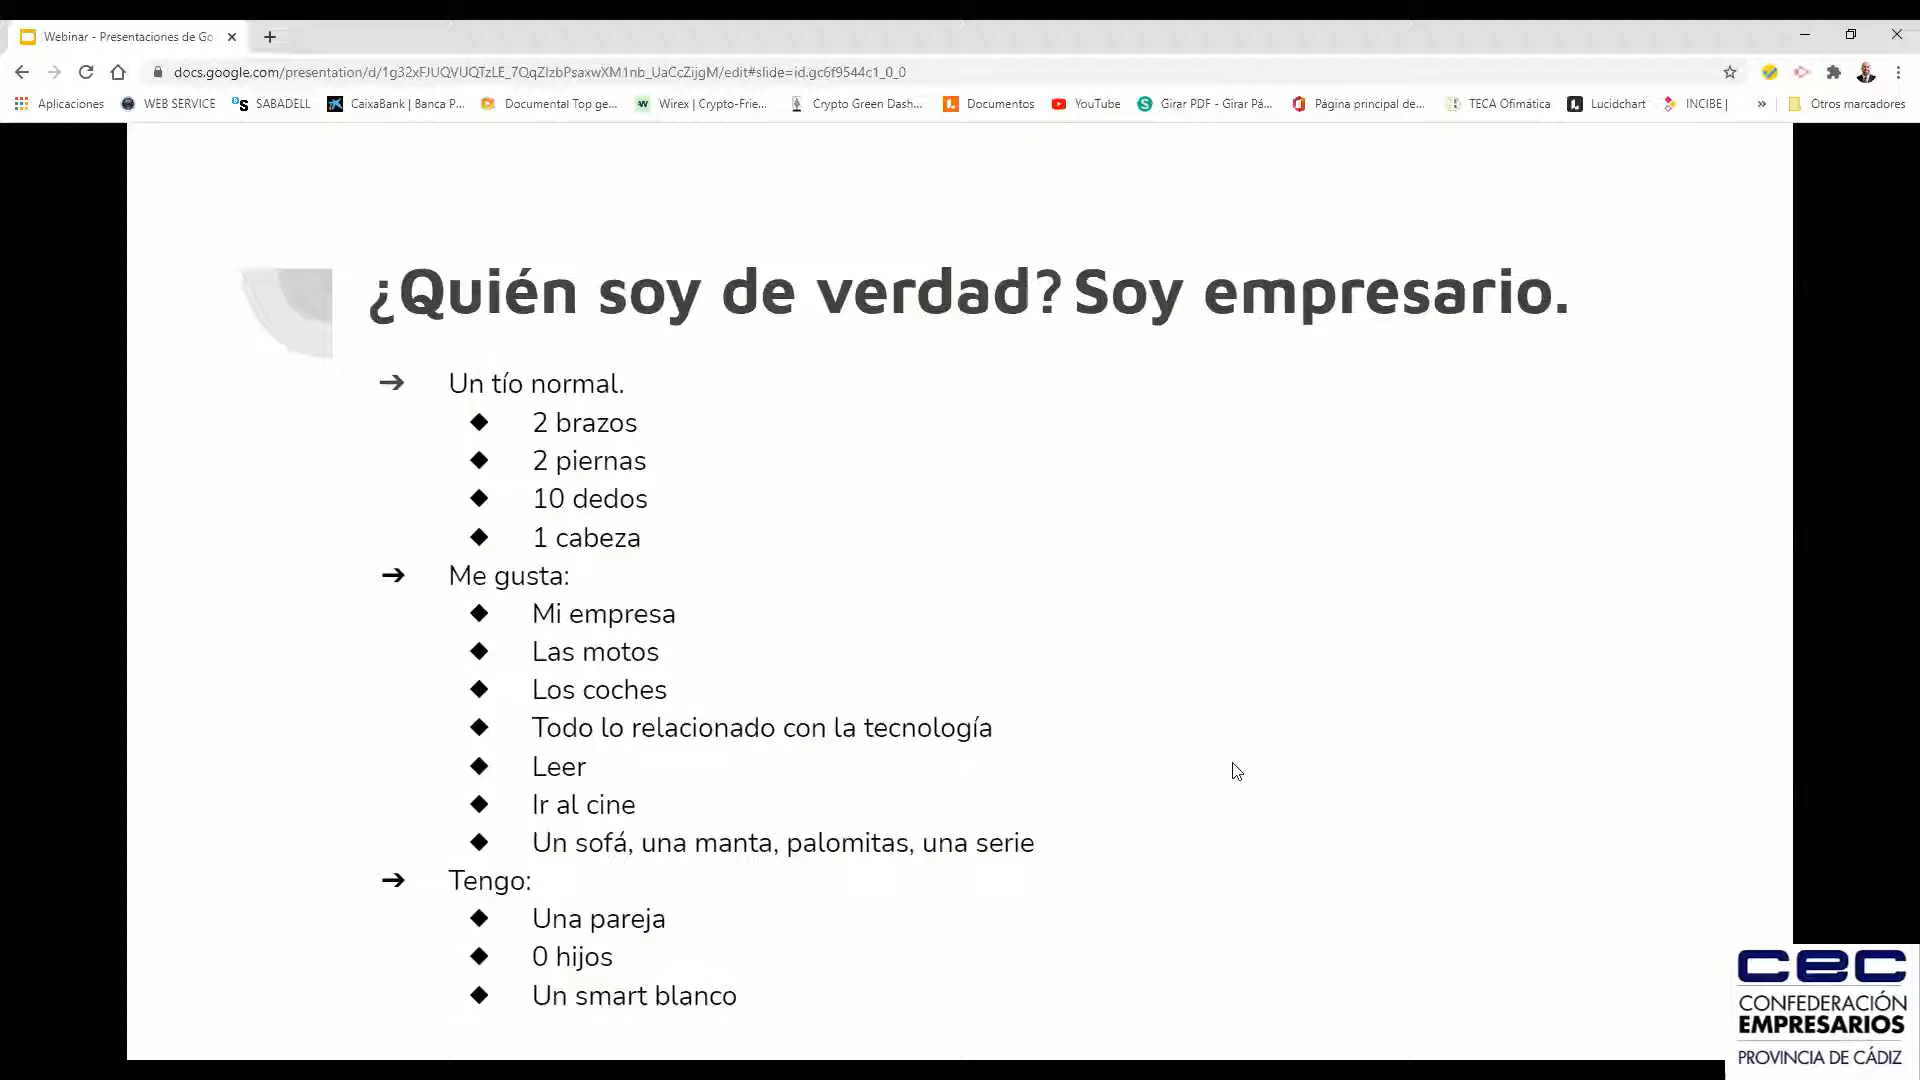 Webinar - Presentaciones de Go
docs.google.com/presentation/d/1g32xFJUQVUQTzLE_7QqZlzbPsaxwXM1nb_UaCcZijgM/edit#slide=id.gc6f9544c1_0_0
Aplicaciones WEB SERVICE SABADELL CaixaBank | Banca P... Documental Top ge... Wirex | Crypto-Frie... Crypto Green Dash... Documentos YouTube Girar PDF - Girar Pá... Página principal de... TECA Ofimática Lucidchart INCIBE | » Otros marcadores
¿Quién soy de verdad? Soy empresario.
➔ Un tío normal.
◆ 2 brazos
◆ 2 piernas
◆ 10 dedos
◆ 1 cabeza
➔ Me gusta:
◆ Mi empresa
◆ Las motos
◆ Los coches
◆ Todo lo relacionado con la tecnología
◆ Leer
◆ Ir al cine
◆ Un sofá, una manta, palomitas, una serie
➔ Tengo:
◆ Una pareja
◆ 0 hijos
◆ Un smart blanco
cec
CONFEDERACIÓN
EMPRESARIOS
PROVINCIA DE CÁDIZ